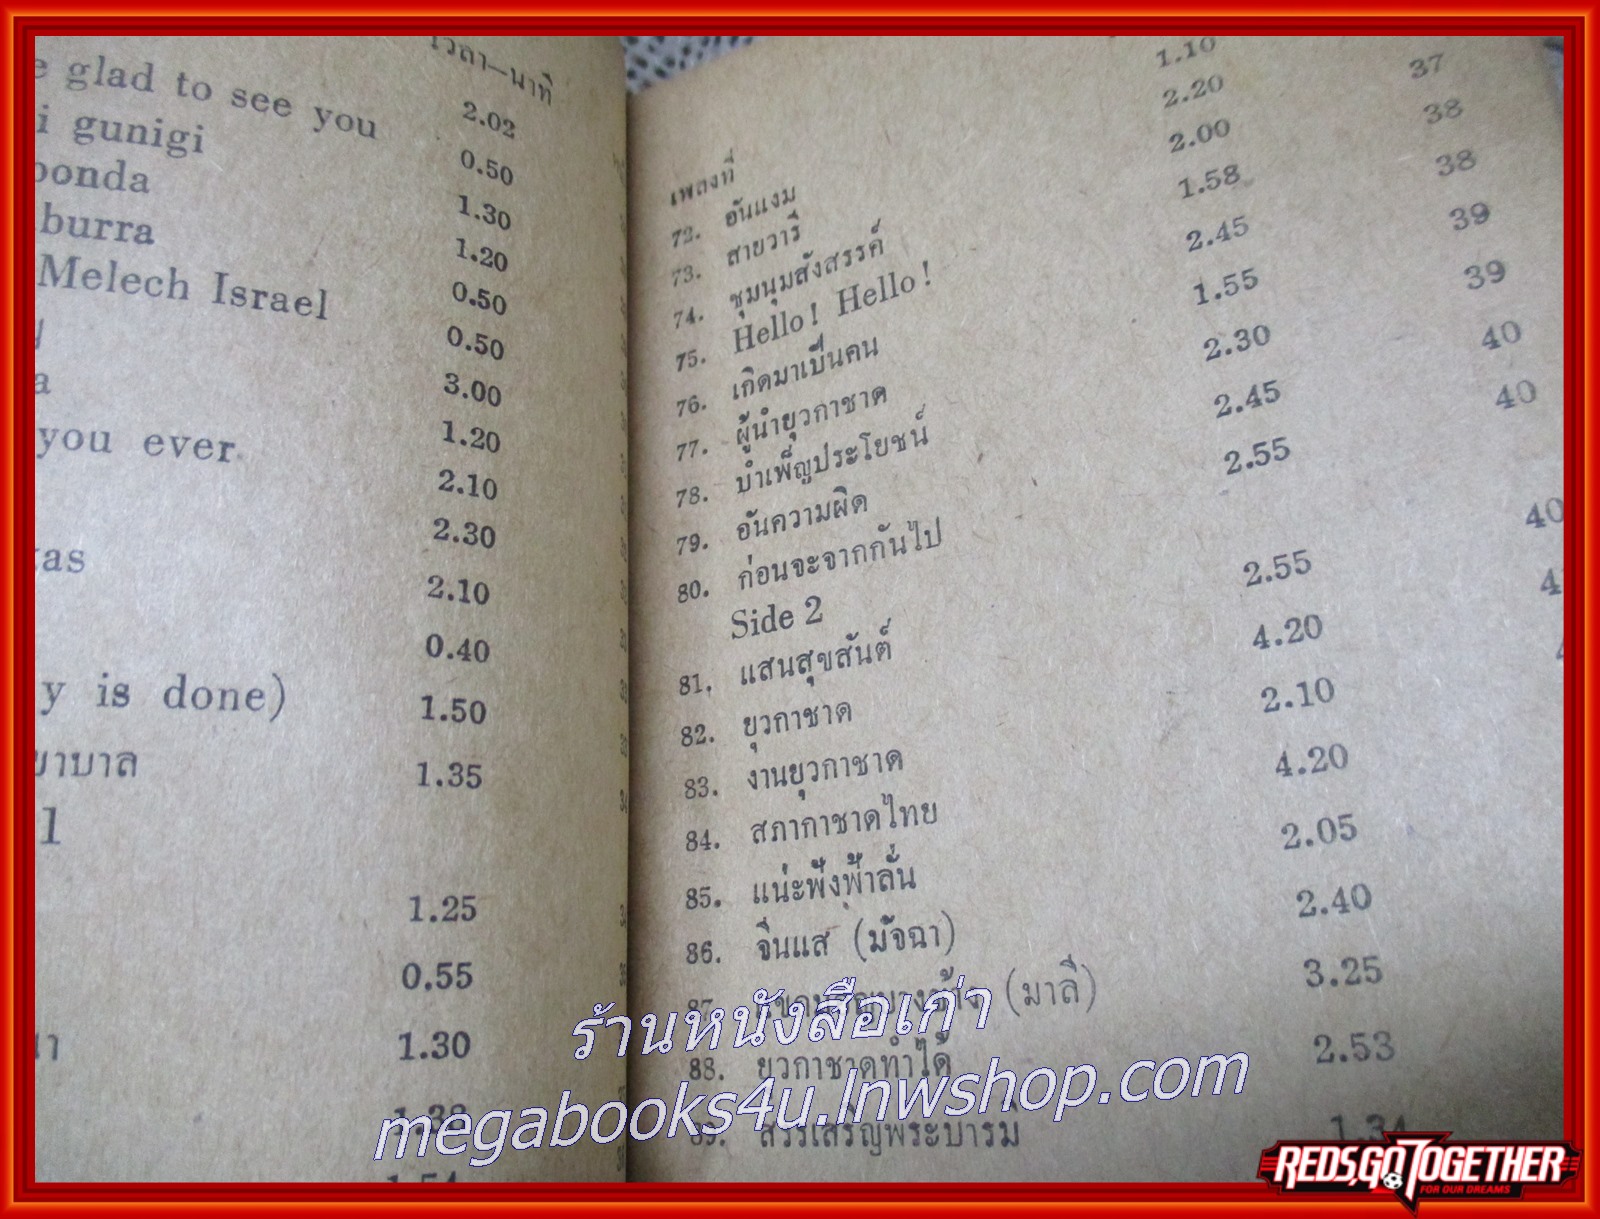 เวลา—นาที
e glad to see you 2.02
i gunigi 0.50
bonda 1.30
burra 1.20
Melech Israel 0.50
0.50
a 3.00
you ever 1.20
2.10
2.30
tas 2.10
0.40
y is done) 1.50
ยาบาล 1.35
1
1.25
0.55
1.30
1.38
1.54
เพลงที่
1.10
72. อันแงม 2.20 37
73. สายวารี 2.00 38
74. ชุมนุมสังสรรค์ 1.58 38
75. Hello! Hello! 2.45 39
76. เกิดมาเป็นคน 1.55 39
77. ผู้นำยุวกาชาด 2.30 40
78. บำเพ็ญประโยชน์ 2.45 40
79. อันความผิด 2.55
80. ก่อนจะจากกันไป 40
Side 2
81. แสนสุขสันต์ 2.55
82. ยุวกาชาด 4.20
83. งานยุวกาชาด 2.10
84. สภากาชาดไทย 4.20
85. แน่ะฟังฟ้าลั่น 2.05
86. จีนแส (มัจฉา) 2.40
87. (มาลี) 3.25
88. ยุวกาชาดทำได้ 2.53
89. สรรเสริญพระบารมี 1.34
ร้านหนังสือเก่า
megabooks4u.lnwshop.com
REDS,GO TOGETHER
FOR OUR DREAMS